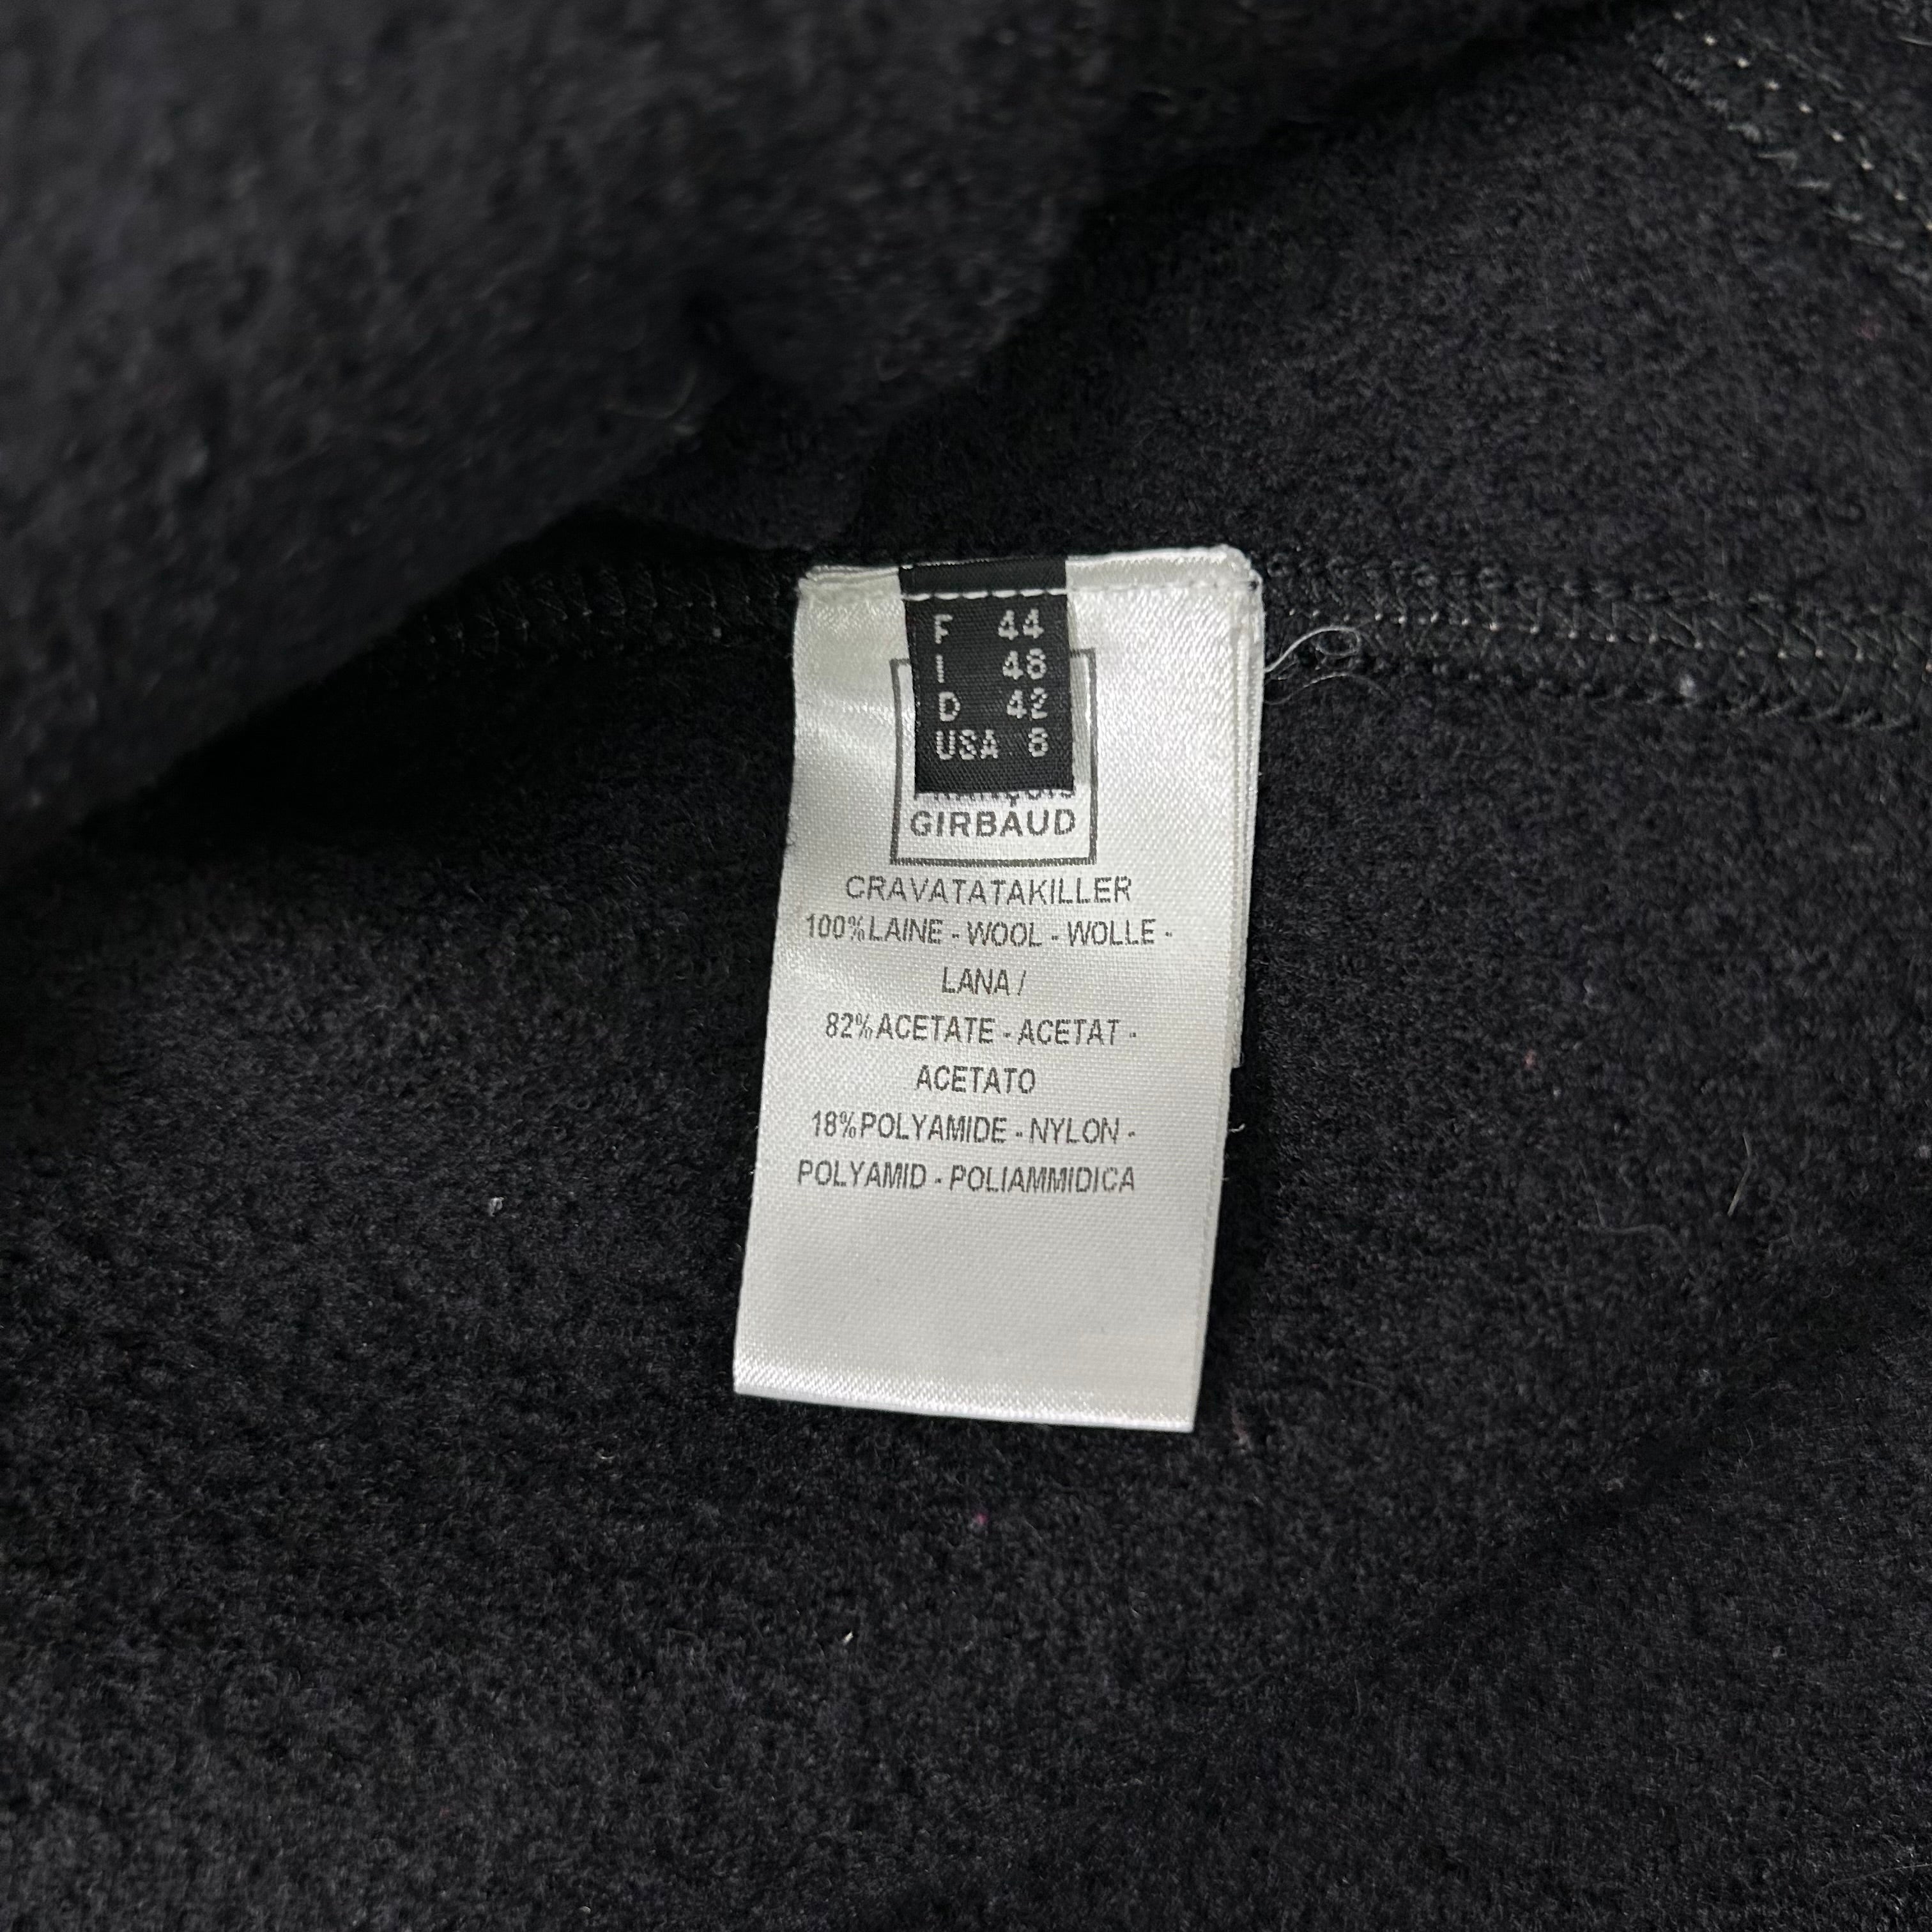 F 44
I 48
D 42
USA 8
FRANÇOIS
GIRBAUD
CRAVATATAKILLER
100%LAINE - WOOL - WOLLE -
LANA /
82%ACETATE - ACETAT -
ACETATO
18%POLYAMIDE - NYLON -
POLYAMID - POLIAMMIDICA